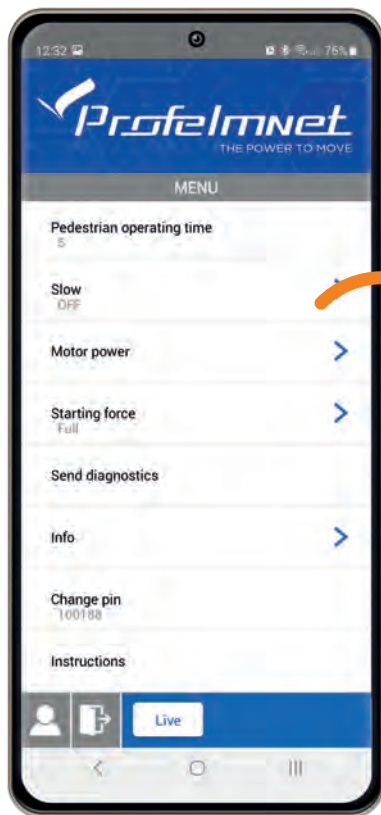 12:32
76%
Profelmnet
THE POWER TO MOVE
MENU
Pedestrian operating time
5
Slow
OFF
Motor power
Starting force
Full
Send diagnostics
Info
Change pin
100188
Instructions
Live